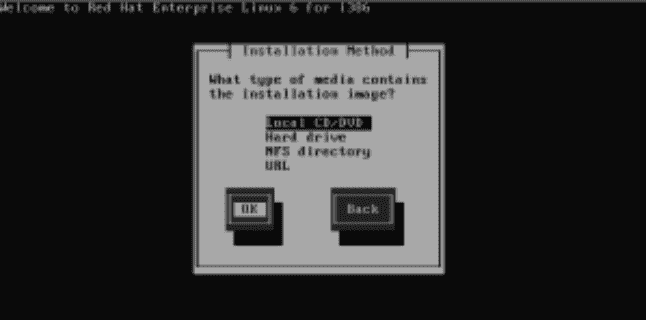 Welcome to Red Hat Enterprise Linux 6 for i386
Installation Method
What type of media contains
the installation image?
Local CD/DVD
Hard drive
NFS directory
URL
OK
Back